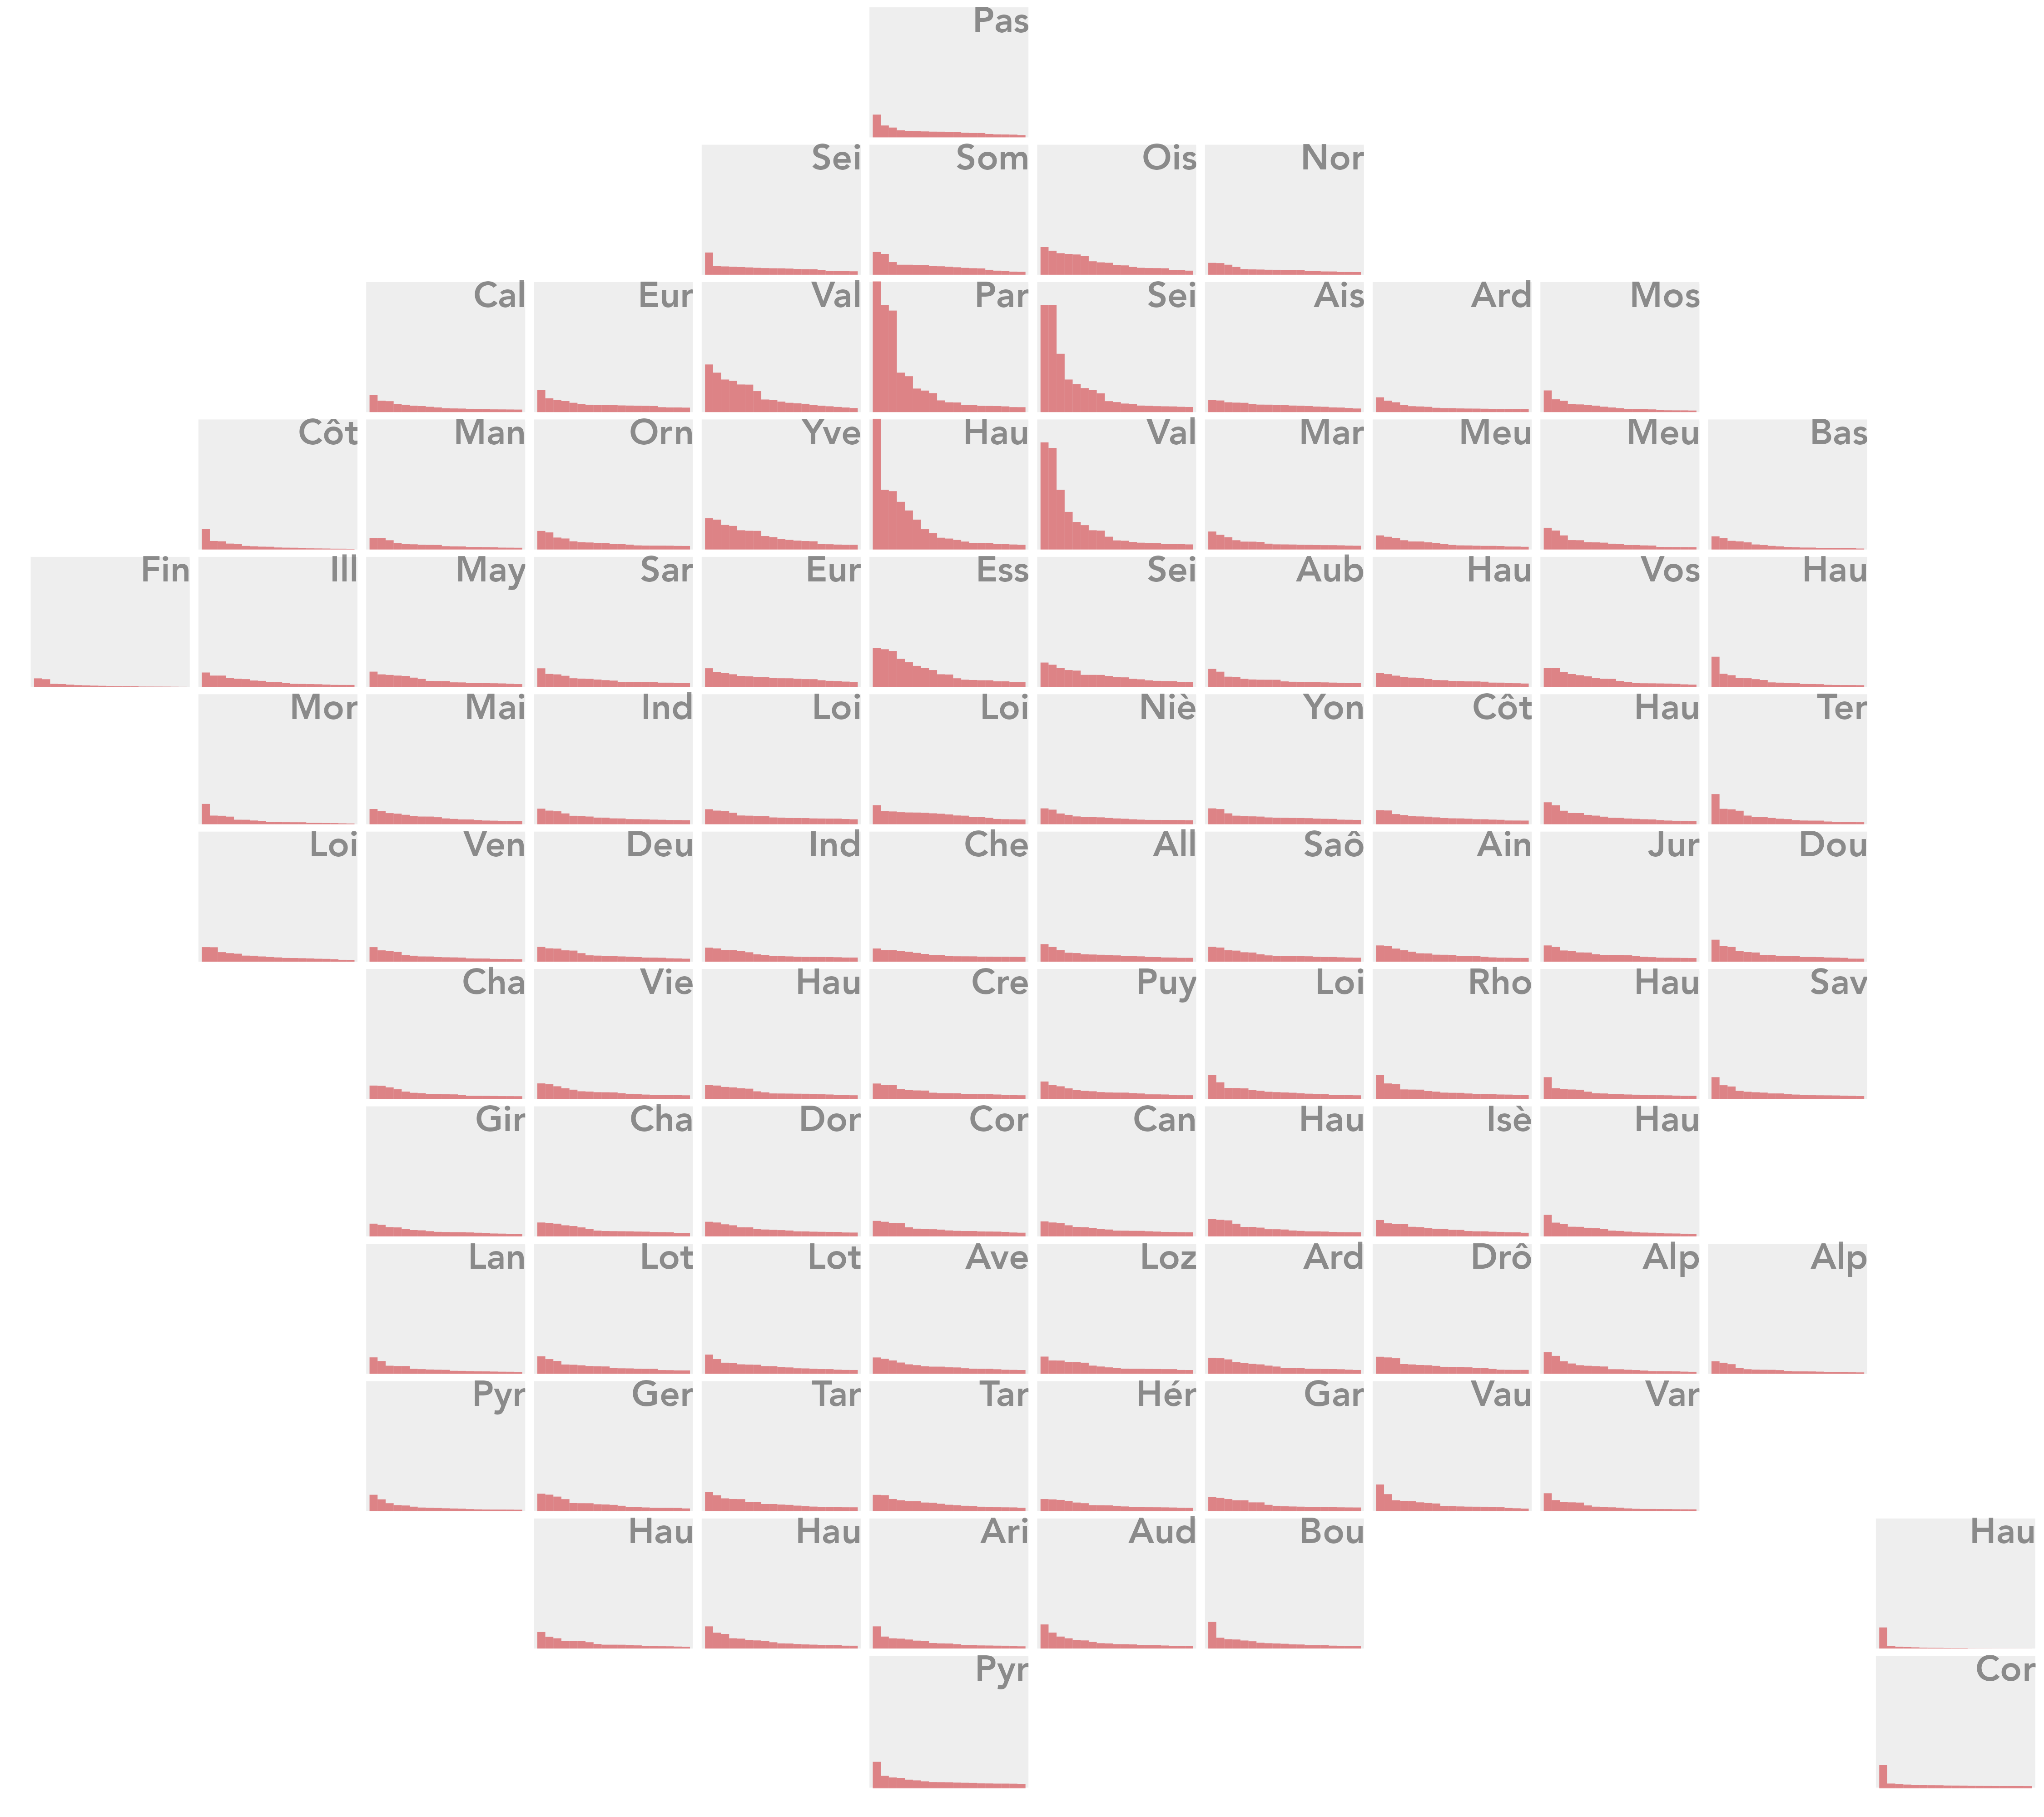 Pas
Sei Som Ois Nor
Cal Eur Val Par Sei Ais Ard Mos
Côt Man Orn Yve Hau Val Mar Meu Meu Bas
Fin Ill May Sar Eur Ess Sei Aub Hau Vos Hau
Mor Mai Ind Loi Loi Niè Yon Côt Hau Ter
Loi Ven Deu Ind Che All Saô Ain Jur Dou
Cha Vie Hau Cre Puy Loi Rho Hau Sav
Gir Cha Dor Cor Can Hau Isè Hau
Lan Lot Lot Ave Loz Ard Drô Alp Alp
Pyr Ger Tar Tar Hér Gar Vau Var
Hau Hau Ari Aud Bou Hau
Pyr Cor